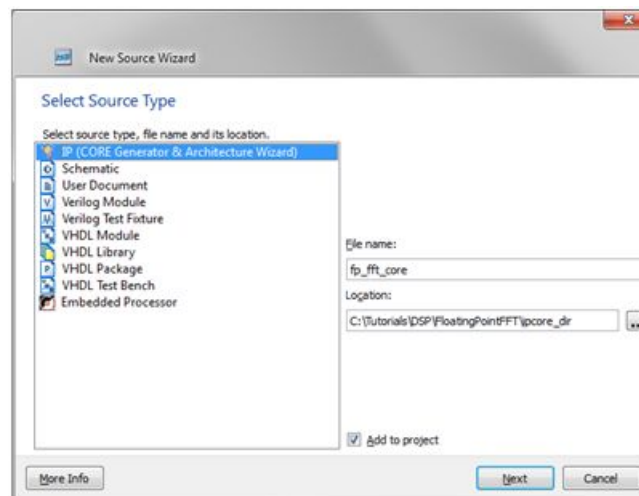 New Source Wizard
Select Source Type
Select source type, file name and its location.
IP (CORE Generator & Architecture Wizard)
Schematic
User Document
Verilog Module
Verilog Test Fixture
VHDL Module
VHDL Library
VHDL Package
VHDL Test Bench
Embedded Processor
File name:
fp_fft_core
Location:
C:\Tutorials\DSP\FloatingPointFFT\ipcore_dir
...
Add to project
More Info
Next
Cancel